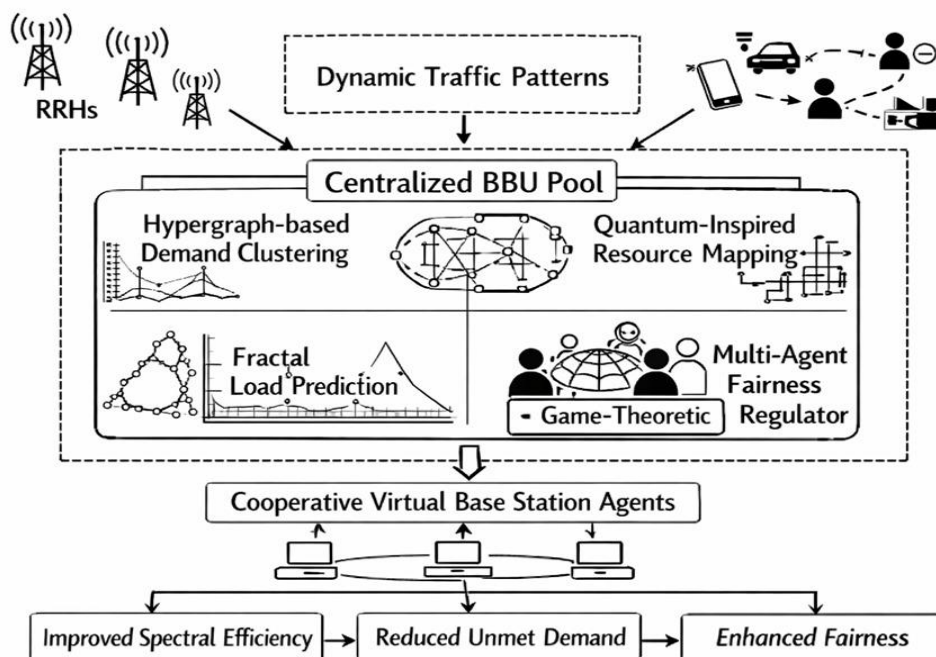 RRHs
Dynamic Traffic Patterns
Centralized BBU Pool
Hypergraph-based
Demand Clustering
Quantum-Inspired
Resource Mapping
Fractal
Load Prediction
Multi-Agent
Fairness
Regulator
Game-Theoretic
Cooperative Virtual Base Station Agents
Improved Spectral Efficiency
Reduced Unmet Demand
Enhanced Fairness